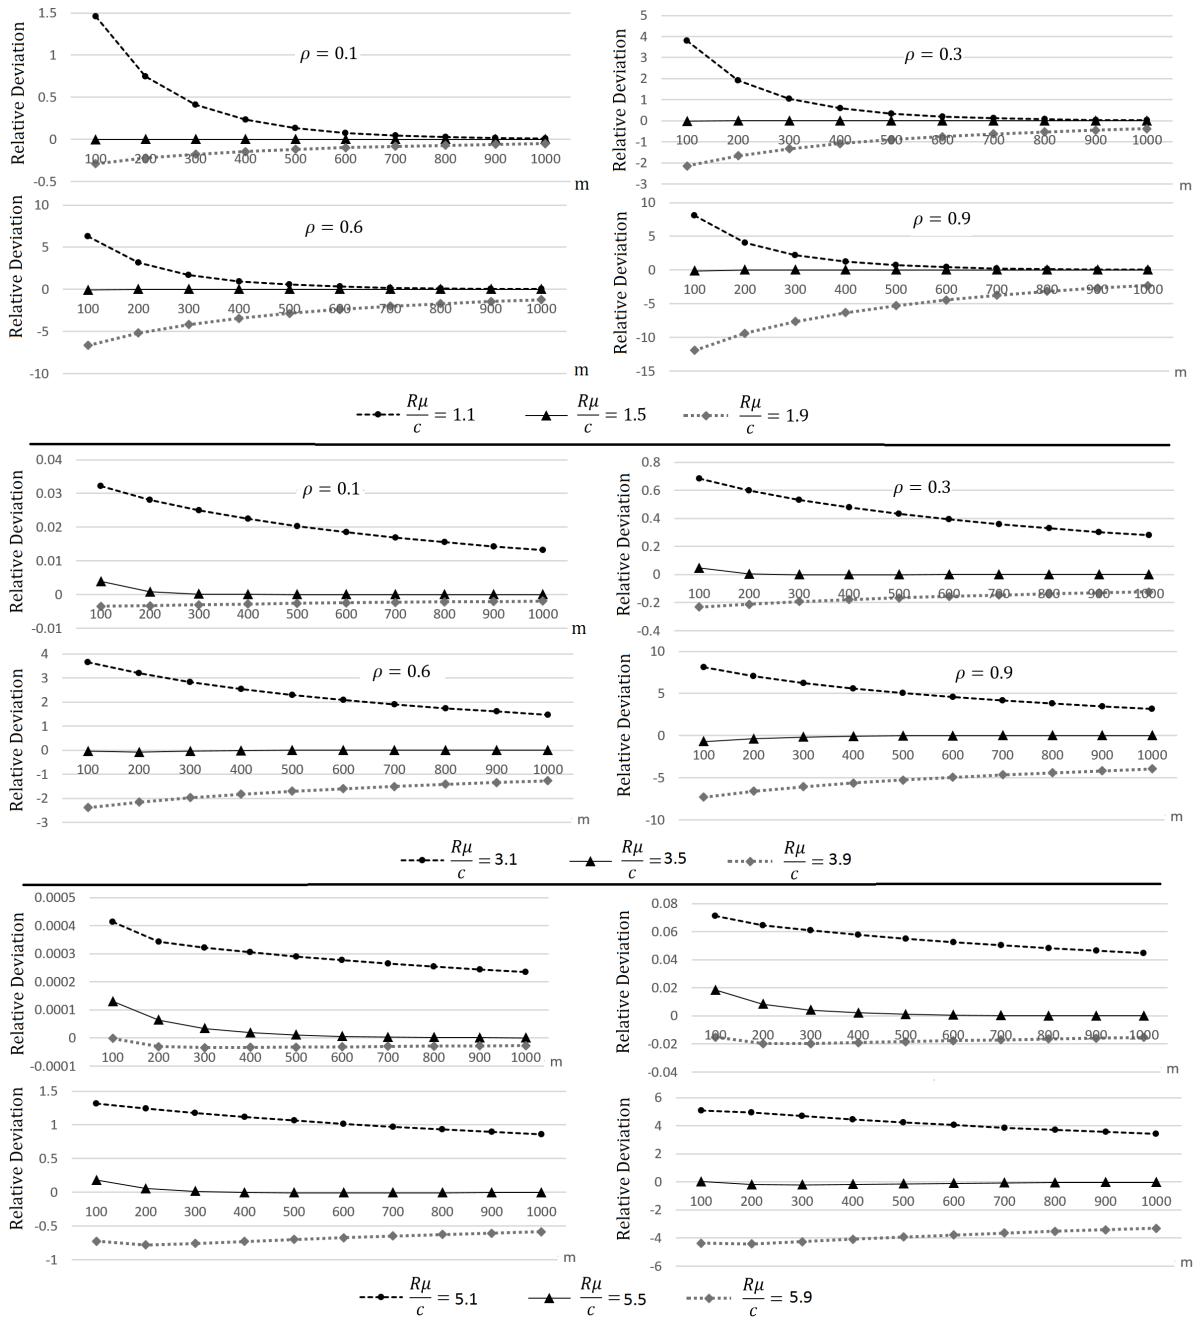 Relative Deviation
1.5
1
0.5
0
-0.5
ρ = 0.1
100 200 300 400 500 600 700 800 900 1000
m
Relative Deviation
5
4
3
2
1
0
-1
-2
-3
ρ = 0.3
100 200 300 400 500 600 700 800 900 1000
m
Relative Deviation
10
5
0
-5
-10
ρ = 0.6
100 200 300 400 500 600 700 800 900 1000
m
Relative Deviation
10
5
0
-5
-10
-15
ρ = 0.9
100 200 300 400 500 600 700 800 900 1000
m
Rμ/c = 1.1 Rμ/c = 1.5 Rμ/c = 1.9
Relative Deviation
0.04
0.03
0.02
0.01
0
-0.01
ρ = 0.1
100 200 300 400 500 600 700 800 900 1000
m
Relative Deviation
0.8
0.6
0.4
0.2
0
-0.2
-0.4
ρ = 0.3
100 200 300 400 500 600 700 800 900 1000
Relative Deviation
4
3
2
1
0
-1
-2
-3
ρ = 0.6
100 200 300 400 500 600 700 800 900 1000
m
Relative Deviation
10
5
0
-5
-10
ρ = 0.9
100 200 300 400 500 600 700 800 900 1000
m
Rμ/c = 3.1 Rμ/c = 3.5 Rμ/c = 3.9
Relative Deviation
0.0005
0.0004
0.0003
0.0002
0.0001
0
-0.0001
100 200 300 400 500 600 700 800 900 1000
m
Relative Deviation
0.08
0.06
0.04
0.02
0
-0.02
-0.04
100 200 300 400 500 600 700 800 900 1000
m
Relative Deviation
1.5
1
0.5
0
-0.5
-1
100 200 300 400 500 600 700 800 900 1000
m
Relative Deviation
6
4
2
0
-2
-4
-6
100 200 300 400 500 600 700 800 900 1000
m
Rμ/c = 5.1 Rμ/c = 5.5 Rμ/c = 5.9